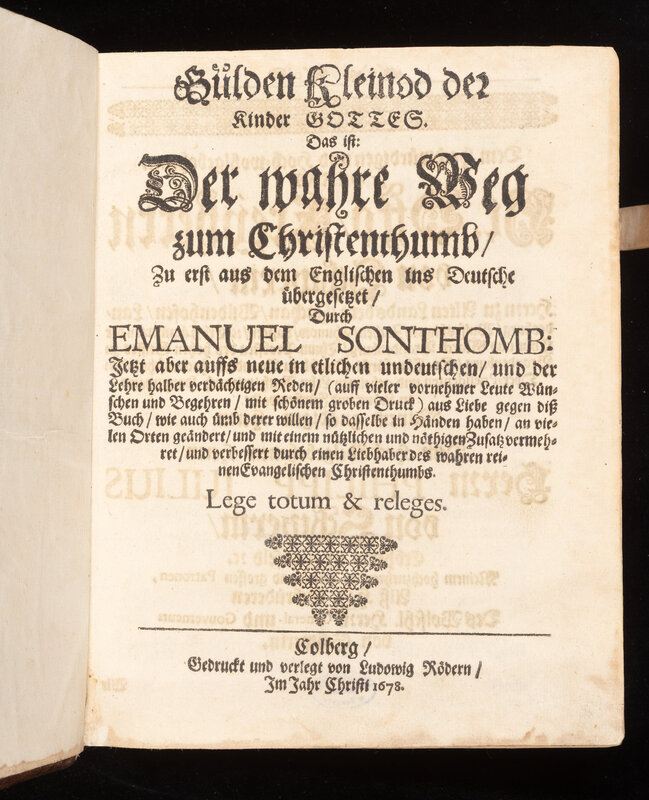 Gülden Kleinod der
Kinder GOTTES.
Das ist:
Der wahre Weg
zum Christenthumb/
Zu erst aus dem Englischen ins Deutsche
übergesetzet/
Durch
EMANUEL SONTHOMB:
Jetzt aber auffs neue in etlichen undeutschen/ und der
Lehre halber verdächtigen Reden/ (auff vieler vornehmer Leute Wün-
schen und Begehren/ mit schönem groben Druck) aus Liebe gegen diß
Buch/ wie auch ümb derer willen/ so dasselbe in Händen haben/ an vie-
len Orten geändert/ und mit einem nützlichen und nöthigen Zusatz vermeh-
ret/ und verbessert durch einen Liebhaber des wahren rei-
nen Evangelischen Christenthumbs.
Lege totum & releges.
Colberg/
Gedruckt und verlegt von Ludowig Rödern/
Im Jahr Christi 1678.